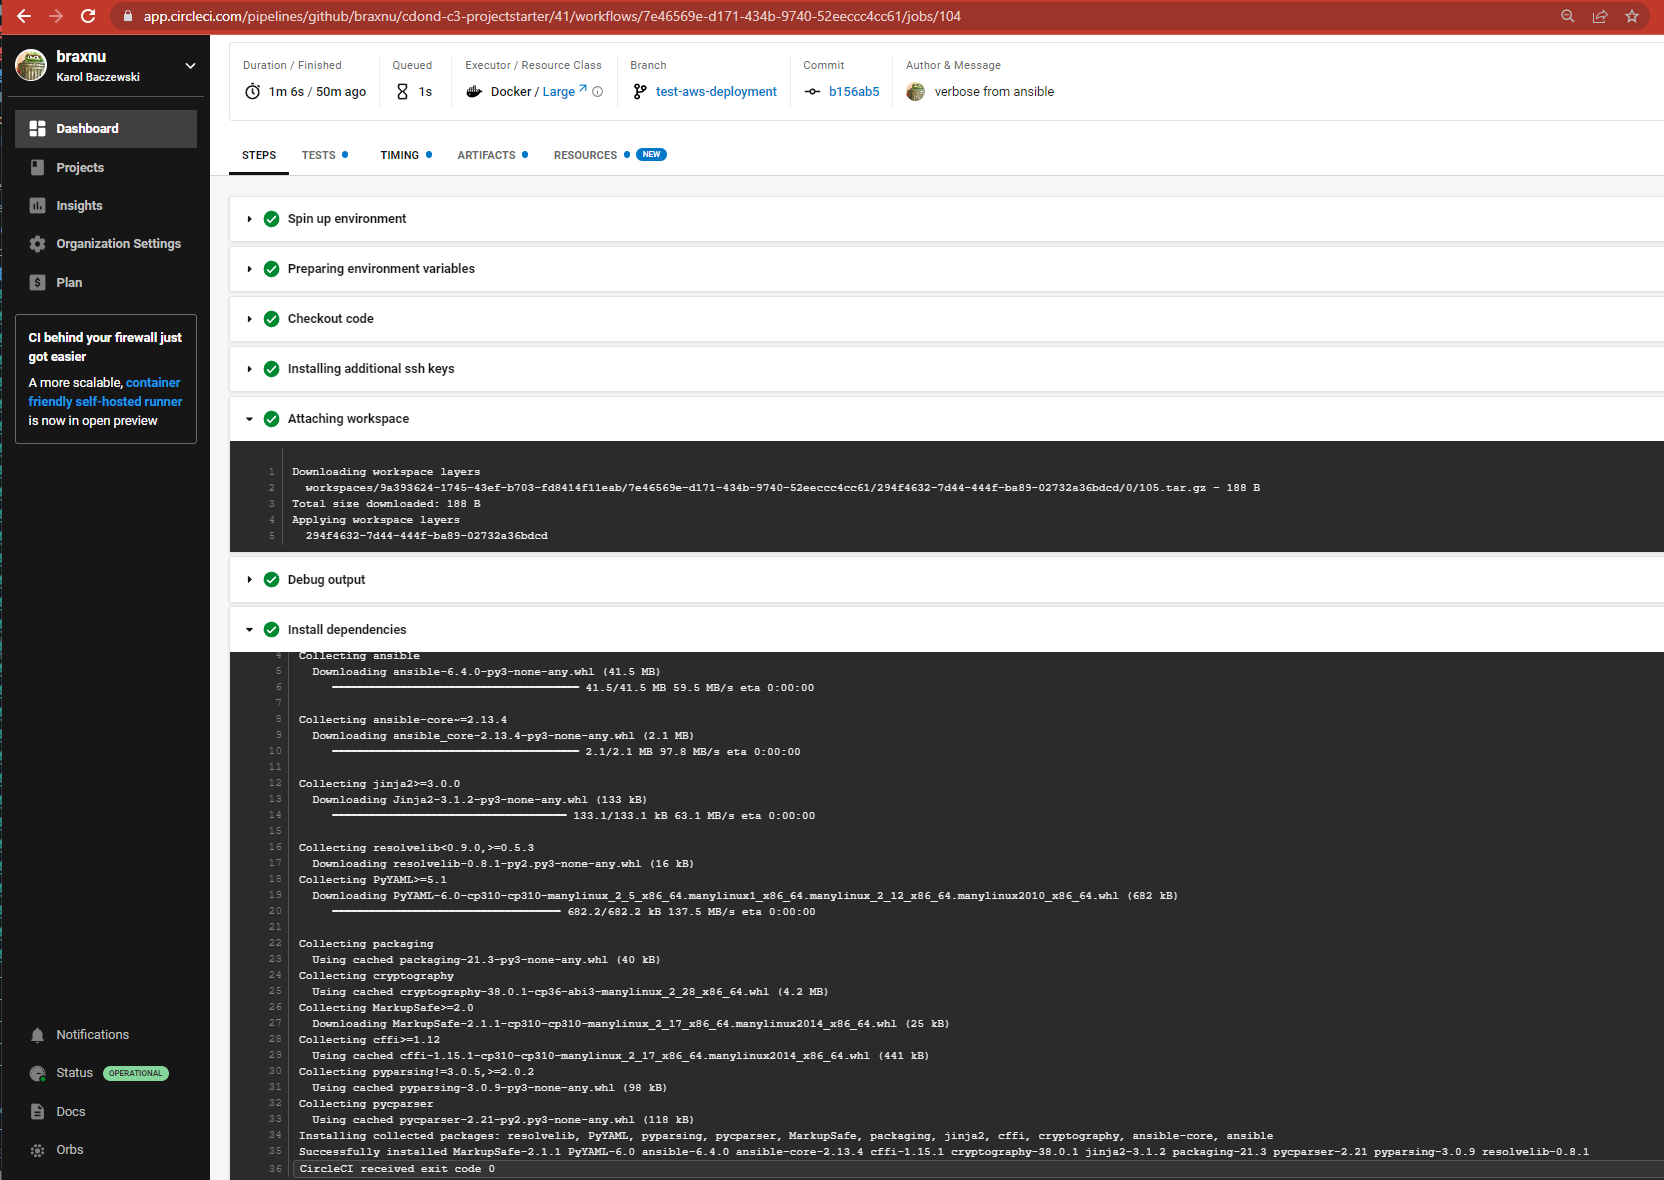 app.circleci.com/pipelines/github/braxnu/cdond-c3-projectstarter/41/workflows/7e46569e-d171-434b-9740-52eeccc4cc61/jobs/104
braxnu
Karol Baczewski
Dashboard
Projects
Insights
Organization Settings
Plan
CI behind your firewall just
got easier
A more scalable, container
friendly self-hosted runner
is now in open preview
Notifications
Status OPERATIONAL
Docs
Orbs
Duration / Finished
1m 6s / 50m ago
Queued
1s
Executor / Resource Class
Docker / Large
Branch
test-aws-deployment
Commit
b156ab5
Author & Message
verbose from ansible
STEPS TESTS TIMING ARTIFACTS RESOURCES NEW
Spin up environment
Preparing environment variables
Checkout code
Installing additional ssh keys
Attaching workspace
1 Downloading workspace layers
2 workspaces/9a393624-1745-43ef-b703-fd8414f11eab/7e46569e-d171-434b-9740-52eeccc4cc61/294f4632-7d44-444f-ba89-02732a36bdcd/0/105.tar.gz - 188 B
3 Total size downloaded: 188 B
4 Applying workspace layers
5 294f4632-7d44-444f-ba89-02732a36bdcd
Debug output
Install dependencies
4 Collecting ansible
5 Downloading ansible-6.4.0-py3-none-any.whl (41.5 MB)
6 41.5/41.5 MB 59.5 MB/s eta 0:00:00
7
8 Collecting ansible-core~=2.13.4
9 Downloading ansible_core-2.13.4-py3-none-any.whl (2.1 MB)
10 2.1/2.1 MB 97.8 MB/s eta 0:00:00
11
12 Collecting jinja2>=3.0.0
13 Downloading Jinja2-3.1.2-py3-none-any.whl (133 kB)
14 133.1/133.1 kB 63.1 MB/s eta 0:00:00
15
16 Collecting resolvelib<0.9.0,>=0.5.3
17 Downloading resolvelib-0.8.1-py2.py3-none-any.whl (16 kB)
18 Collecting PyYAML>=5.1
19 Downloading PyYAML-6.0-cp310-cp310-manylinux_2_5_x86_64.manylinux1_x86_64.manylinux_2_12_x86_64.manylinux2010_x86_64.whl (682 kB)
20 682.2/682.2 kB 137.5 MB/s eta 0:00:00
21
22 Collecting packaging
23 Using cached packaging-21.3-py3-none-any.whl (40 kB)
24 Collecting cryptography
25 Using cached cryptography-38.0.1-cp36-abi3-manylinux_2_28_x86_64.whl (4.2 MB)
26 Collecting MarkupSafe>=2.0
27 Downloading MarkupSafe-2.1.1-cp310-cp310-manylinux_2_17_x86_64.manylinux2014_x86_64.whl (25 kB)
28 Collecting cffi>=1.12
29 Using cached cffi-1.15.1-cp310-cp310-manylinux_2_17_x86_64.manylinux2014_x86_64.whl (441 kB)
30 Collecting pyparsing!=3.0.5,>=2.0.2
31 Using cached pyparsing-3.0.9-py3-none-any.whl (98 kB)
32 Collecting pycparser
33 Using cached pycparser-2.21-py2.py3-none-any.whl (118 kB)
34 Installing collected packages: resolvelib, PyYAML, pyparsing, pycparser, MarkupSafe, packaging, jinja2, cffi, cryptography, ansible-core, ansible
35 Successfully installed MarkupSafe-2.1.1 PyYAML-6.0 ansible-6.4.0 ansible-core-2.13.4 cffi-1.15.1 cryptography-38.0.1 jinja2-3.1.2 packaging-21.3 pycparser-2.21 pyparsing-3.0.9 resolvelib-0.8.1
36 CircleCI received exit code 0